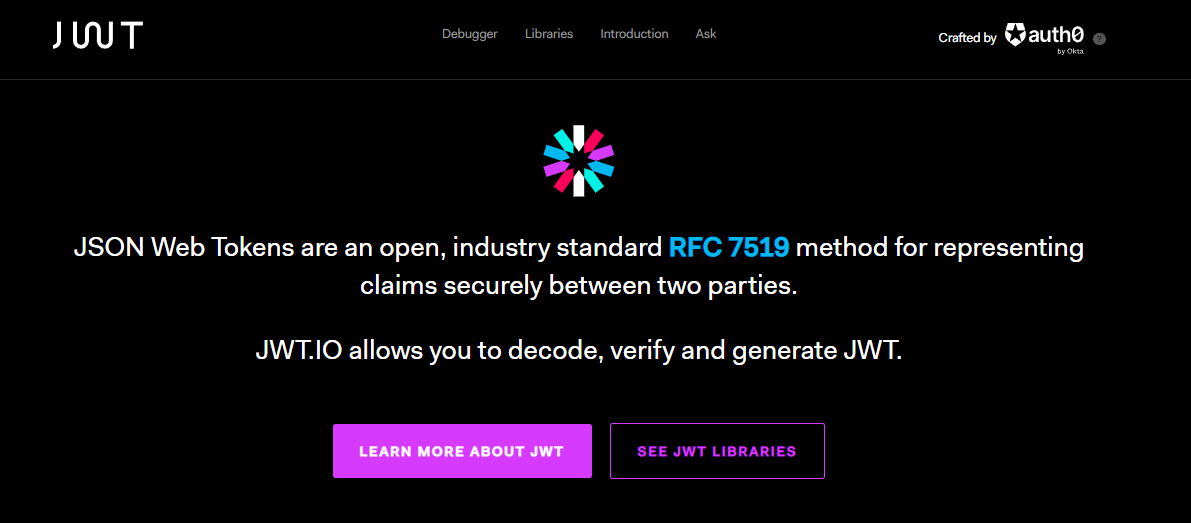 JWT
Debugger
Libraries
Introduction
Ask
Crafted by
auth0
by Okta
?
JSON Web Tokens are an open, industry standard RFC 7519 method for representing
claims securely between two parties.
JWT.IO allows you to decode, verify and generate JWT.
LEARN MORE ABOUT JWT
SEE JWT LIBRARIES